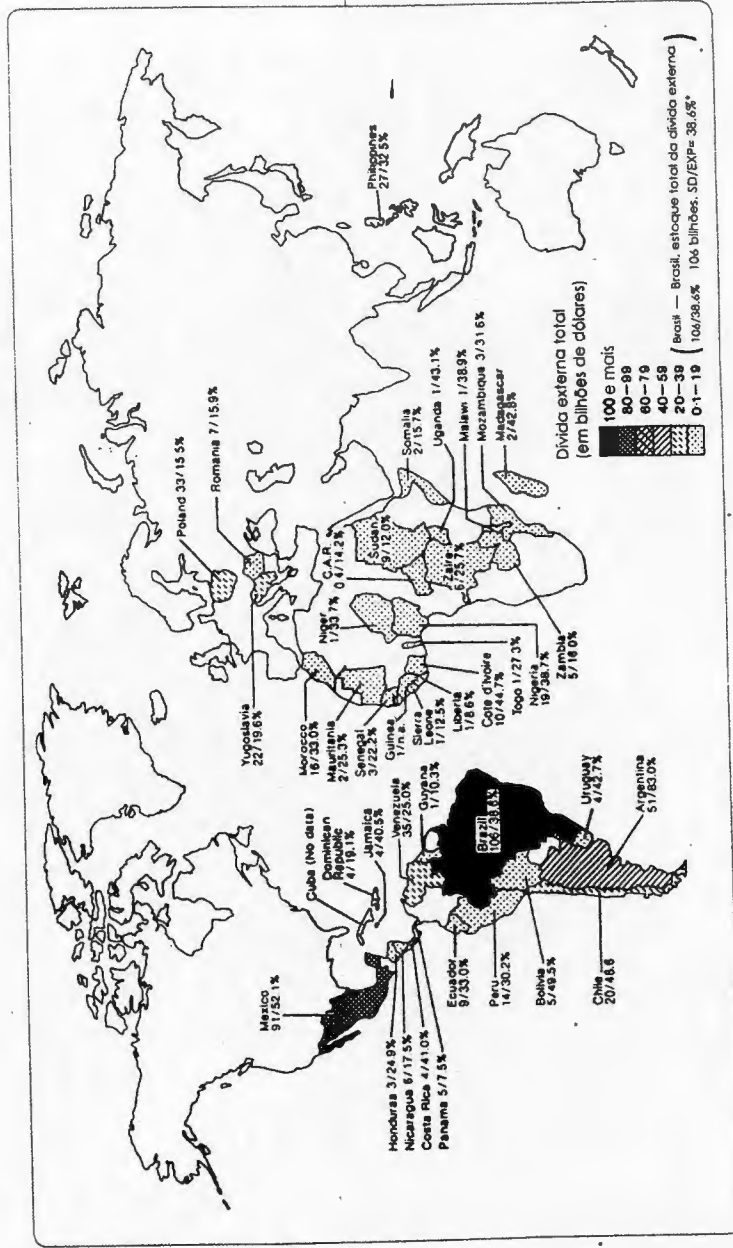 Mexico
91/52.1%
Cuba (No data)
Dominican
Republic
4/19.1%
Jamaica
4/40.5%
Venezuela
35/25.0%
Guyana
1/10.3%
Brazil
106/38.6%
Uruguay
4/42.7%
Argentina
51/83.0%
Honduras 3/24.9%
Nicaragua 6/17.5%
Costa Rica 4/41.0%
Panama 5/7.5%
Ecuador
9/33.0%
Peru
14/30.2%
Bolivia
5/49.5%
Chile
20/46.6
Yugoslavia
22/19.6%
Poland 33/15.5%
Romania 7/15.9%
Morocco
16/33.0%
Mauritania
2/25.3%
Senegal
3/22.2%
Guinea
1/n.a.
Sierra
Leone
1/12.5%
Liberia
1/8.6%
Cote d'Ivoire
10/44.7%
Togo 1/27.3%
Nigeria
19/38.7%
Zambia
5/16.0%
Niger
1/33.7%
C.A.R.
0.4/14.2%
Sudan
9/12.0%
Zaire
6/25.7%
Somalia
2/15.7%
Uganda 1/43.1%
Malawi 1/38.9%
Mozambique 3/31.6%
Madagascar
2/42.8%
Philippines
27/32.5%
Dívida externa total
(em bilhões de dólares)
100 e mais
80–99
60–79
40–59
20–39
0·1–19
(Brasil — Brasil, estoque total da dívida externa
106/38.6% 106 bilhões. SD/EXP= 38.6%*)